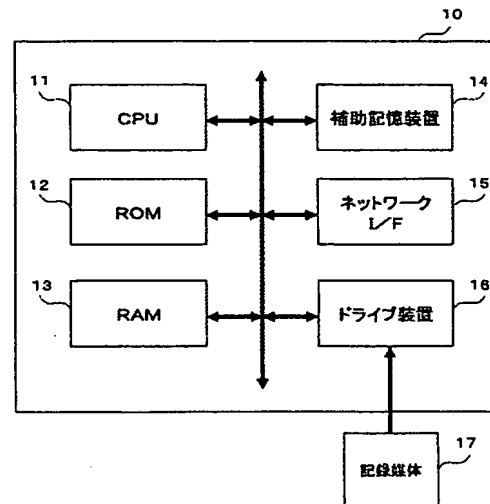 10
11
CPU
14
補助記憶装置
12
ROM
15
ネットワーク
I／F
13
RAM
16
ドライブ装置
17
記録媒体